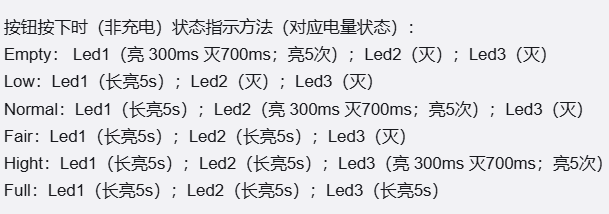 按钮按下时（非充电）状态指示方法（对应电量状态）:
Empty： Led1（亮 300ms 灭700ms；亮5次）；Led2（灭）；Led3（灭）
Low：Led1（长亮5s）；Led2（灭）；Led3（灭）
Normal：Led1（长亮5s）；Led2（亮 300ms 灭700ms；亮5次）；Led3（灭）
Fair：Led1（长亮5s）；Led2（长亮5s）；Led3（灭）
Hight：Led1（长亮5s）；Led2（长亮5s）；Led3（亮 300ms 灭700ms；亮5次）
Full：Led1（长亮5s）；Led2（长亮5s）；Led3（长亮5s）